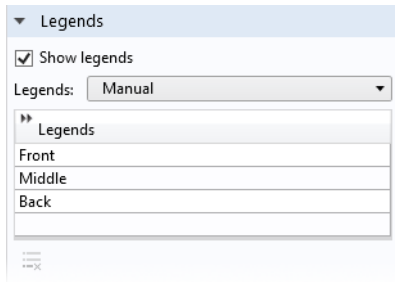 Legends
Show legends
Legends: Manual
Legends
Front
Middle
Back